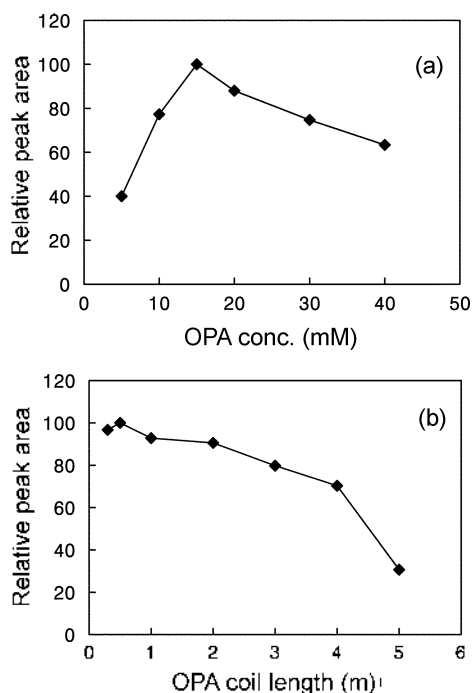 120
(a)
100
80
60
40
20
0
Relative peak area
0 10 20 30 40 50
OPA conc. (mM)
120
(b)
100
80
60
40
20
0
Relative peak area
0 1 2 3 4 5 6
OPA coil length (m)